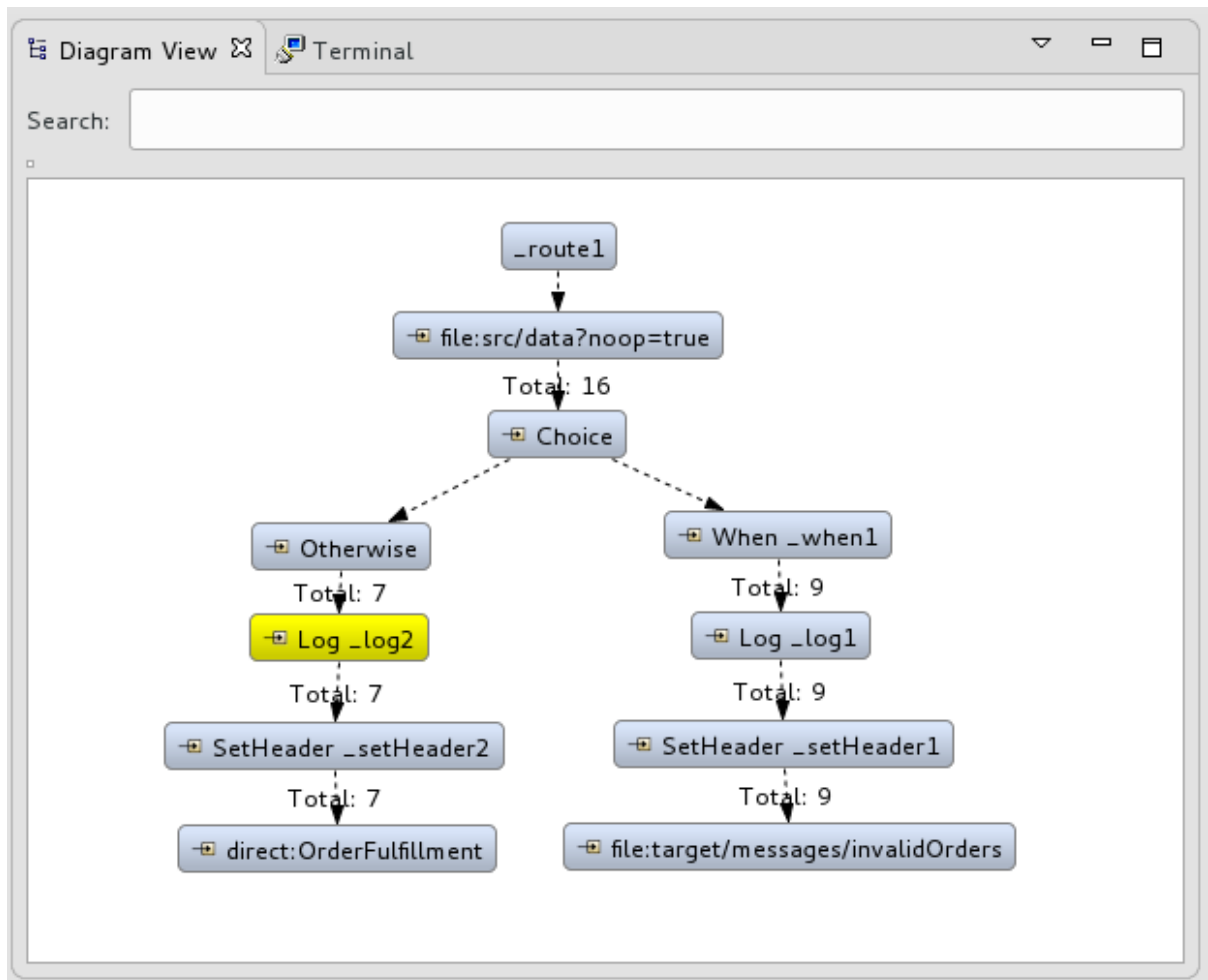 Diagram View Terminal
Search:
_route1
file:src/data?noop=true
Total: 16
Choice
Otherwise
When _when1
Total: 7
Total: 9
Log _log2
Log _log1
Total: 7
Total: 9
SetHeader _setHeader2
SetHeader _setHeader1
Total: 7
Total: 9
direct:OrderFulfillment
file:target/messages/invalidOrders